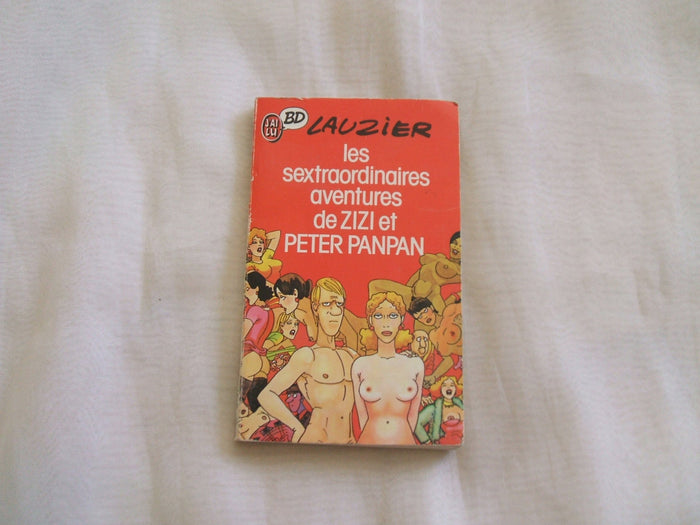 J'AI LU
BD
LAUZIER
les
sextraordinaires
aventures
de ZIZI et
PETER PANPAN